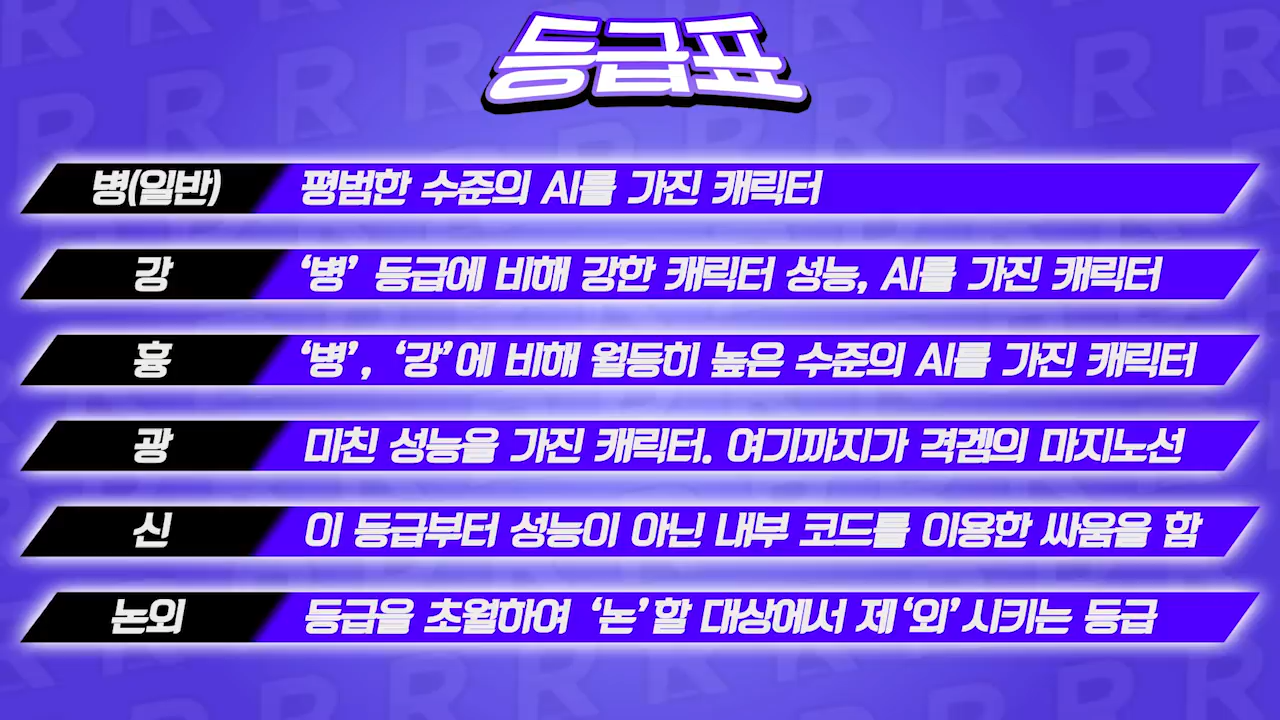 등급표
병(일반) 평범한 수준의 AI를 가진 캐릭터
강 ‘병’ 등급에 비해 강한 캐릭터 성능, AI를 가진 캐릭터
흉 ‘병’, ‘강’에 비해 월등히 높은 수준의 AI를 가진 캐릭터
광 미친 성능을 가진 캐릭터. 여기까지가 격겜의 마지노선
신 이 등급부터 성능이 아닌 내부 코드를 이용한 싸움을 함
논외 등급을 초월하여 ‘논’할 대상에서 제‘외’시키는 등급